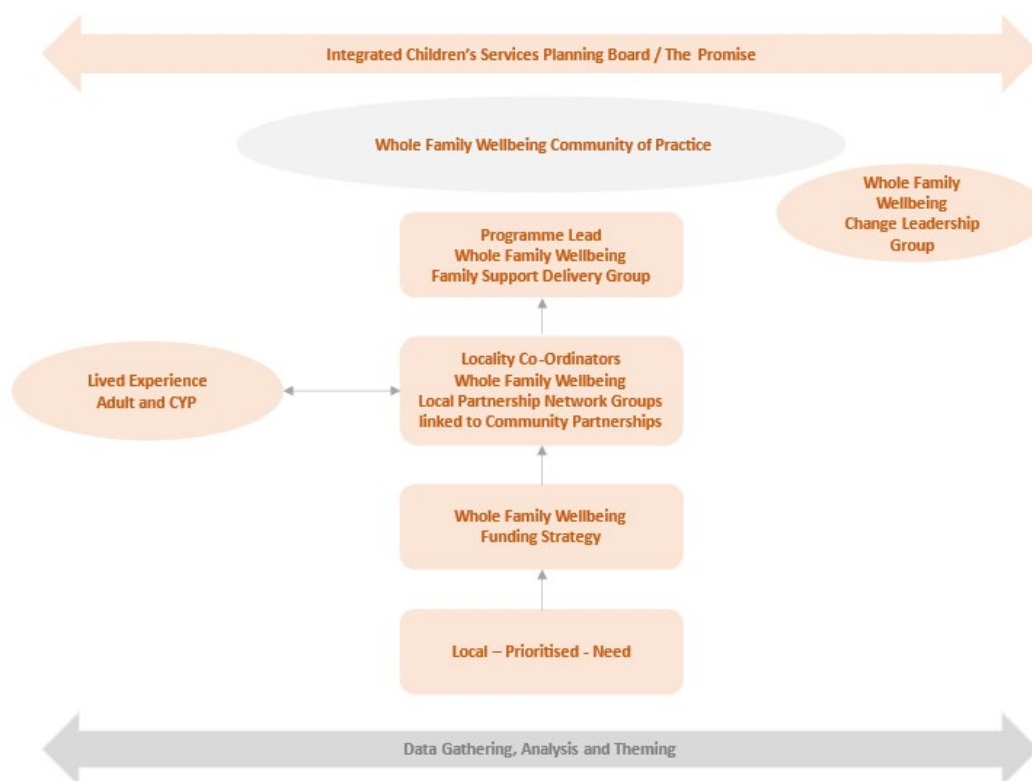 Integrated Children's Services Planning Board / The Promise
Whole Family Wellbeing Community of Practice
Whole Family
Wellbeing
Change Leadership
Group
Programme Lead
Whole Family Wellbeing
Family Support Delivery Group
Lived Experience
Adult and CYP
Locality Co-Ordinators
Whole Family Wellbeing
Local Partnership Network Groups
linked to Community Partnerships
Whole Family Wellbeing
Funding Strategy
Local – Prioritised - Need
Data Gathering, Analysis and Theming